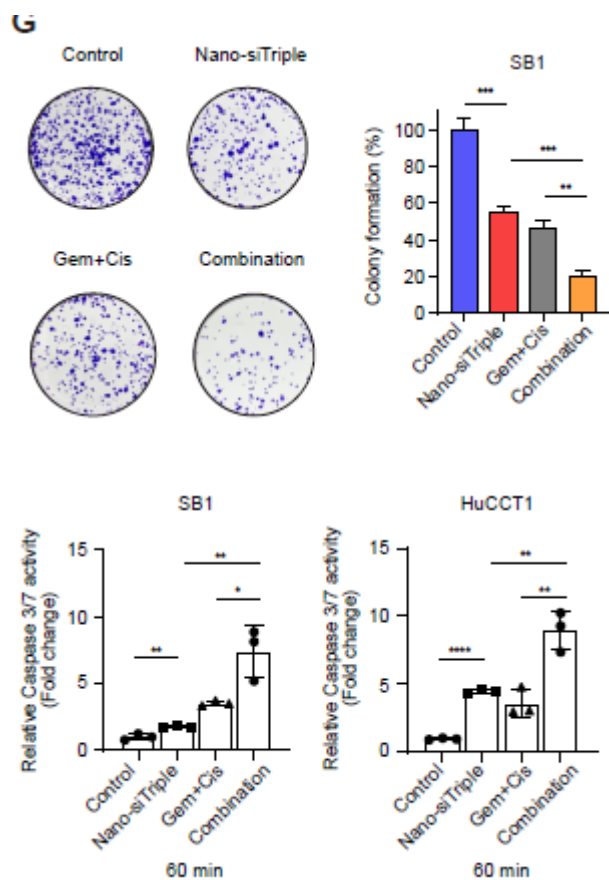 G
Control
Nano-siTriple
Gem+Cis
Combination
SB1
***
***
**
Colony formation (%)
100
80
60
40
20
0
Control
Nano-siTriple
Gem+Cis
Combination
SB1
**
*
**
Relative Caspase 3/7 activity
(Fold change)
15
10
5
0
Control
Nano-siTriple
Gem+Cis
Combination
60 min
HuCCT1
**
**
****
Relative Caspase 3/7 activity
(Fold change)
15
10
5
0
Control
Nano-siTriple
Gem+Cis
Combination
60 min